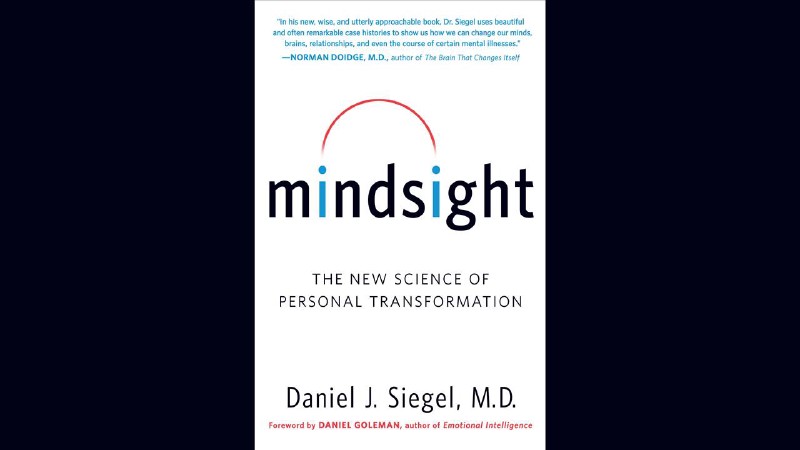 "In his new, wise, and utterly approachable book, Dr. Siegel uses beautiful
and often remarkable case histories to show us how we can change our minds,
brains, relationships, and even the course of certain mental illnesses."
—NORMAN DOIDGE, M.D., author of The Brain That Changes Itself
mindsight
THE NEW SCIENCE OF
PERSONAL TRANSFORMATION
Daniel J. Siegel, M.D.
Foreword by DANIEL GOLEMAN, author of Emotional Intelligence